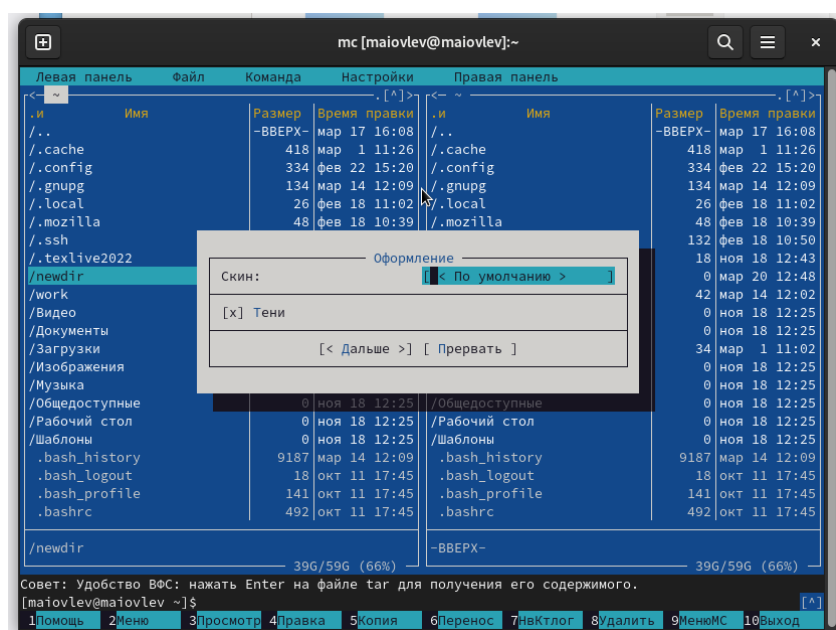 mc [maiovlev@maiovlev]:~
Левая панель Файл Команда Настройки Правая панель
<— ~ .[^]> <— ~ .[^]>
.и Имя Размер Время правки .и Имя Размер Время правки
/.. -ВВЕРХ- мар 17 16:08 /.. -ВВЕРХ- мар 17 16:08
/.cache 418 мар 1 11:26 /.cache 418 мар 1 11:26
/.config 334 фев 22 15:20 /.config 334 фев 22 15:20
/.gnupg 134 мар 14 12:09 /.gnupg 134 мар 14 12:09
/.local 26 фев 18 11:02 /.local 26 фев 18 11:02
/.mozilla 48 фев 18 10:39 /.mozilla 48 фев 18 10:39
/.ssh 132 фев 18 10:50
/.texlive2022 18 ноя 18 12:43
/newdir 0 мар 20 12:48
/work 42 мар 14 12:02
/Видео 0 ноя 18 12:25
/Документы 0 ноя 18 12:25
/Загрузки 34 мар 1 11:02
/Изображения 0 ноя 18 12:25
/Музыка 0 ноя 18 12:25
Оформление
Скин: [ < По умолчанию > ]
[x] Тени
[< Дальше >] [ Прервать ]
/Общедоступные 0 ноя 18 12:25 /Общедоступные 0 ноя 18 12:25
/Рабочий стол 0 ноя 18 12:25 /Рабочий стол 0 ноя 18 12:25
/Шаблоны 0 ноя 18 12:25 /Шаблоны 0 ноя 18 12:25
.bash_history 9187 мар 14 12:09 .bash_history 9187 мар 14 12:09
.bash_logout 18 окт 11 17:45 .bash_logout 18 окт 11 17:45
.bash_profile 141 окт 11 17:45 .bash_profile 141 окт 11 17:45
.bashrc 492 окт 11 17:45 .bashrc 492 окт 11 17:45
/newdir -ВВЕРХ-
39G/59G (66%) 39G/59G (66%)
Совет: Удобство ВФС: нажать Enter на файле tar для получения его содержимого.
[maiovlev@maiovlev ~]$ [^]
1Помощь 2Меню 3Просмотр 4Правка 5Копия 6Перенос 7НвКтлог 8Удалить 9МенюMC 10Выход